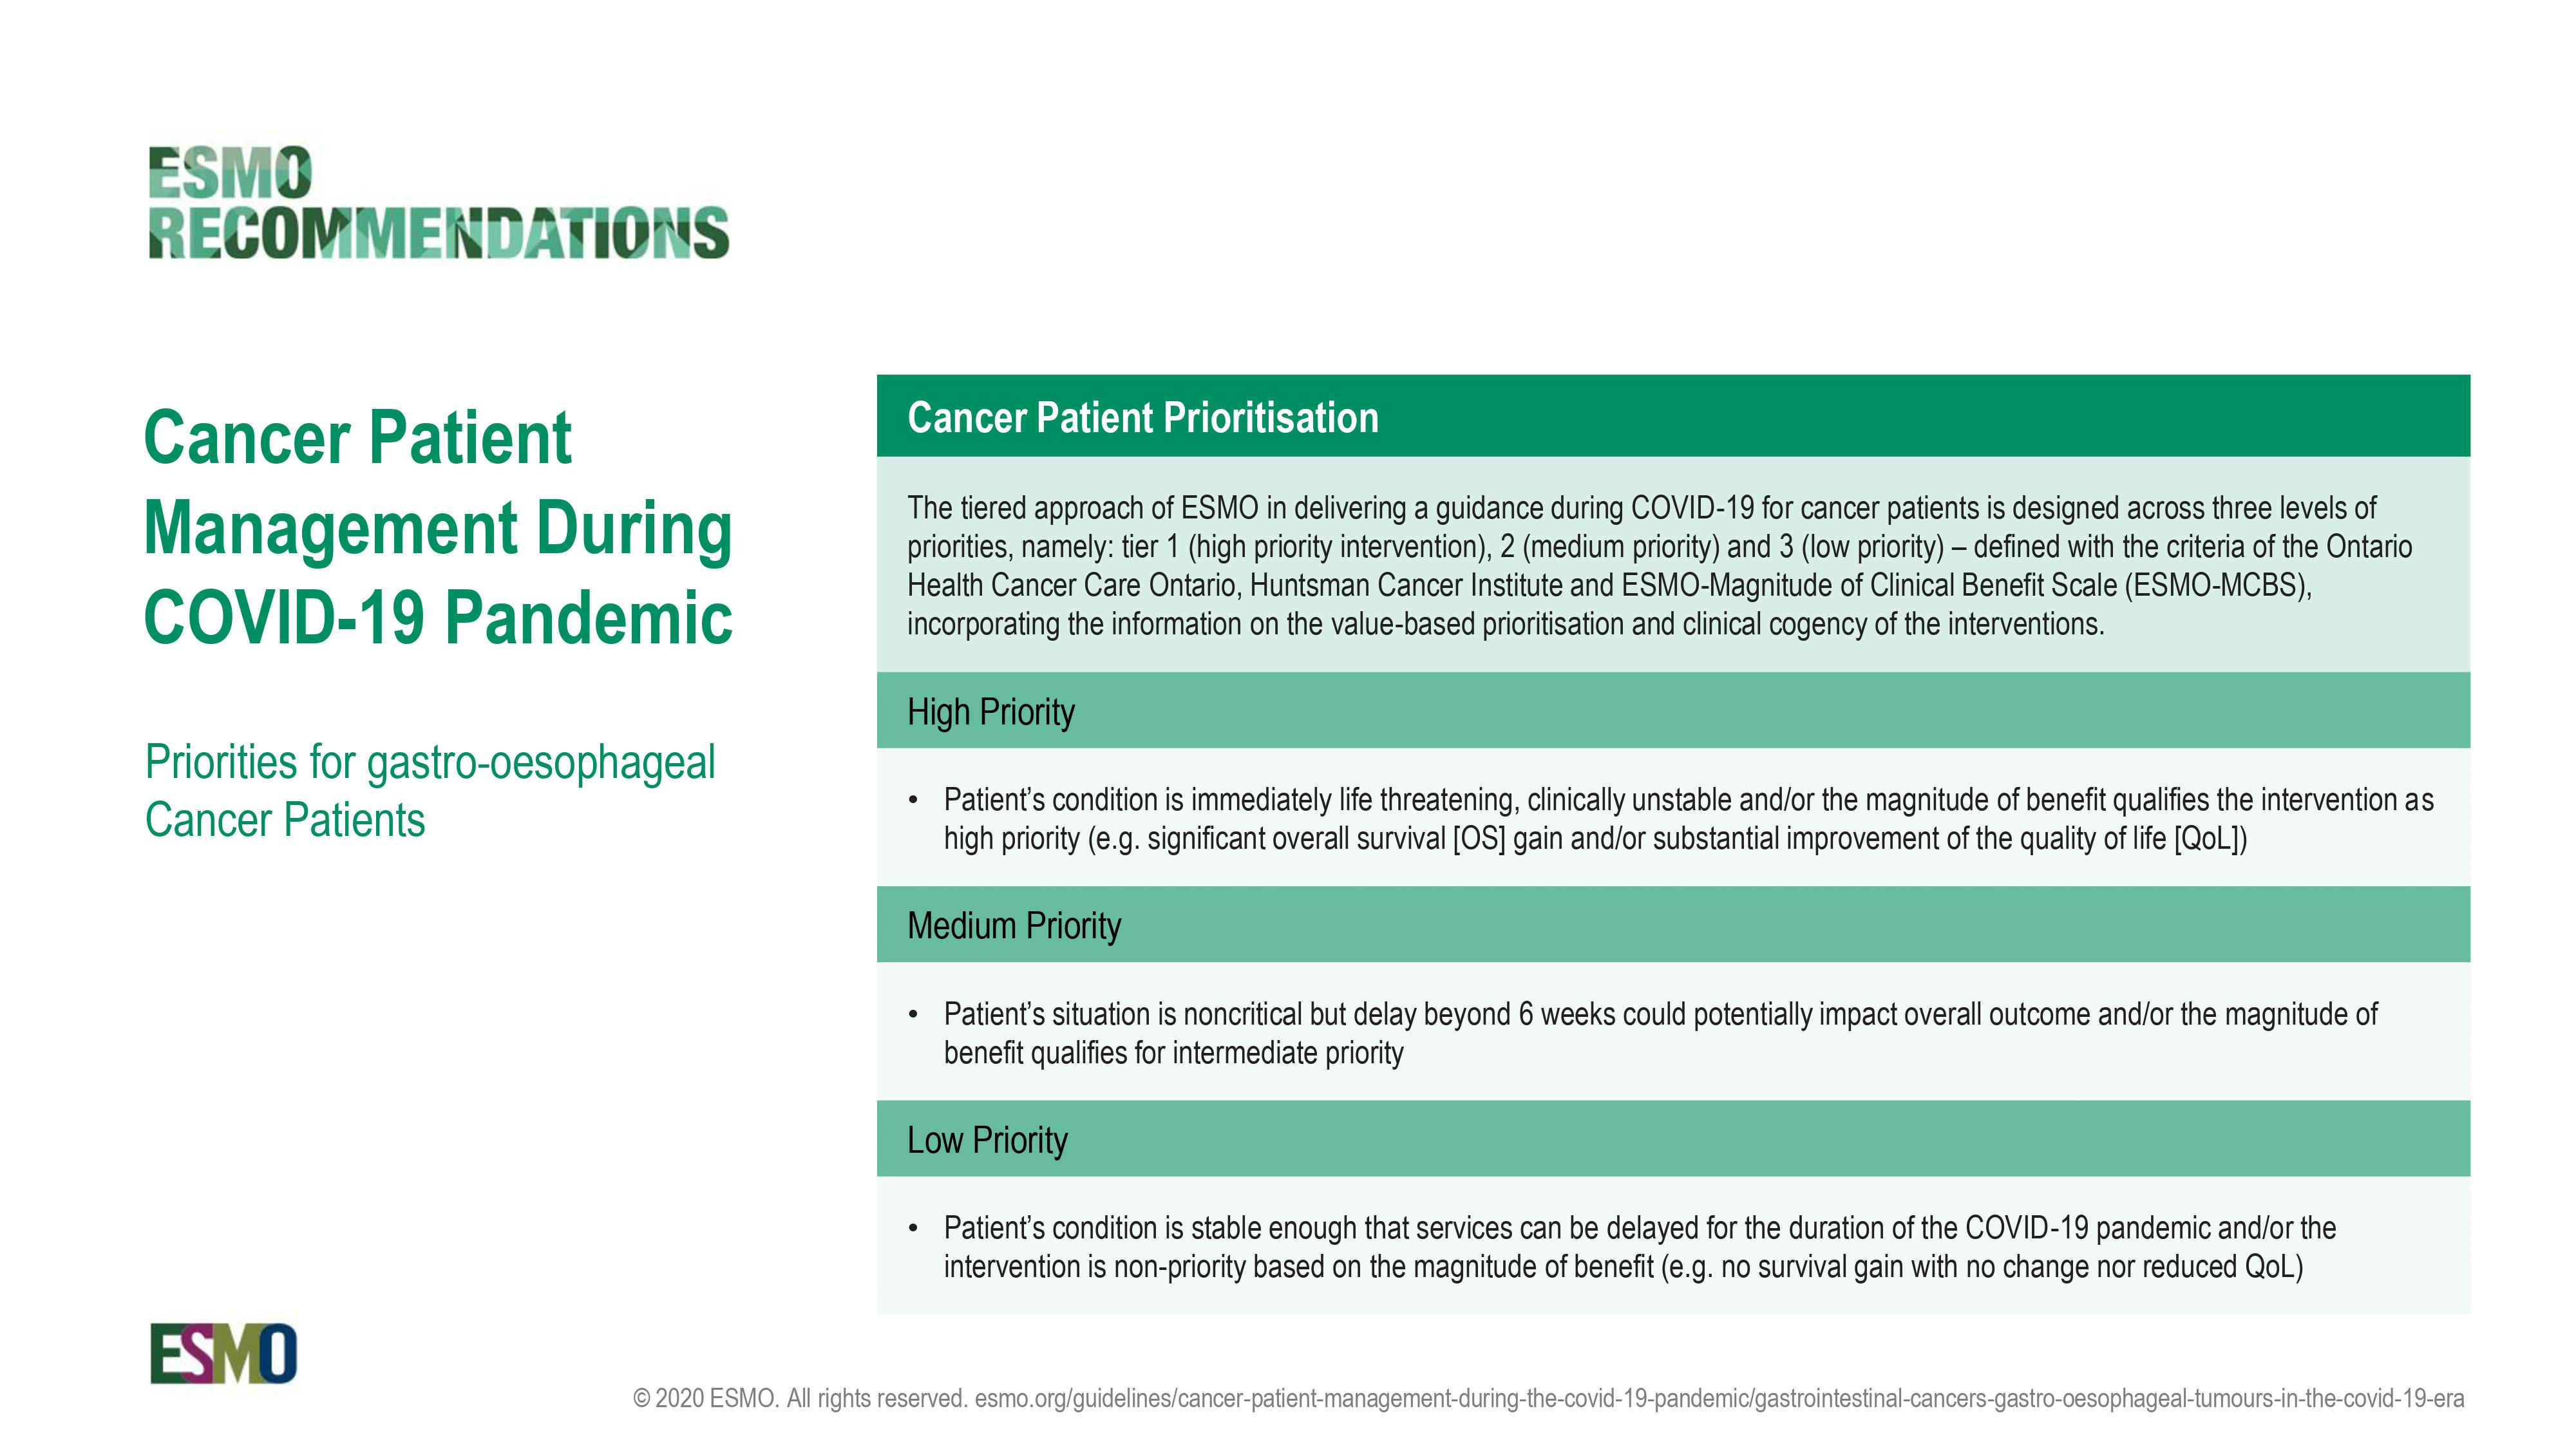 ESMO
RECOMMENDATIONS
Cancer Patient
Management During
COVID-19 Pandemic
Priorities for gastro-oesophageal
Cancer Patients
Cancer Patient Prioritisation
The tiered approach of ESMO in delivering a guidance during COVID-19 for cancer patients is designed across three levels of
priorities, namely: tier 1 (high priority intervention), 2 (medium priority) and 3 (low priority) – defined with the criteria of the Ontario
Health Cancer Care Ontario, Huntsman Cancer Institute and ESMO-Magnitude of Clinical Benefit Scale (ESMO-MCBS),
incorporating the information on the value-based prioritisation and clinical cogency of the interventions.
High Priority
• Patient’s condition is immediately life threatening, clinically unstable and/or the magnitude of benefit qualifies the intervention as
high priority (e.g. significant overall survival [OS] gain and/or substantial improvement of the quality of life [QoL])
Medium Priority
• Patient’s situation is noncritical but delay beyond 6 weeks could potentially impact overall outcome and/or the magnitude of
benefit qualifies for intermediate priority
Low Priority
• Patient’s condition is stable enough that services can be delayed for the duration of the COVID-19 pandemic and/or the
intervention is non-priority based on the magnitude of benefit (e.g. no survival gain with no change nor reduced QoL)
ESMO
© 2020 ESMO. All rights reserved. esmo.org/guidelines/cancer-patient-management-during-the-covid-19-pandemic/gastrointestinal-cancers-gastro-oesophageal-tumours-in-the-covid-19-era